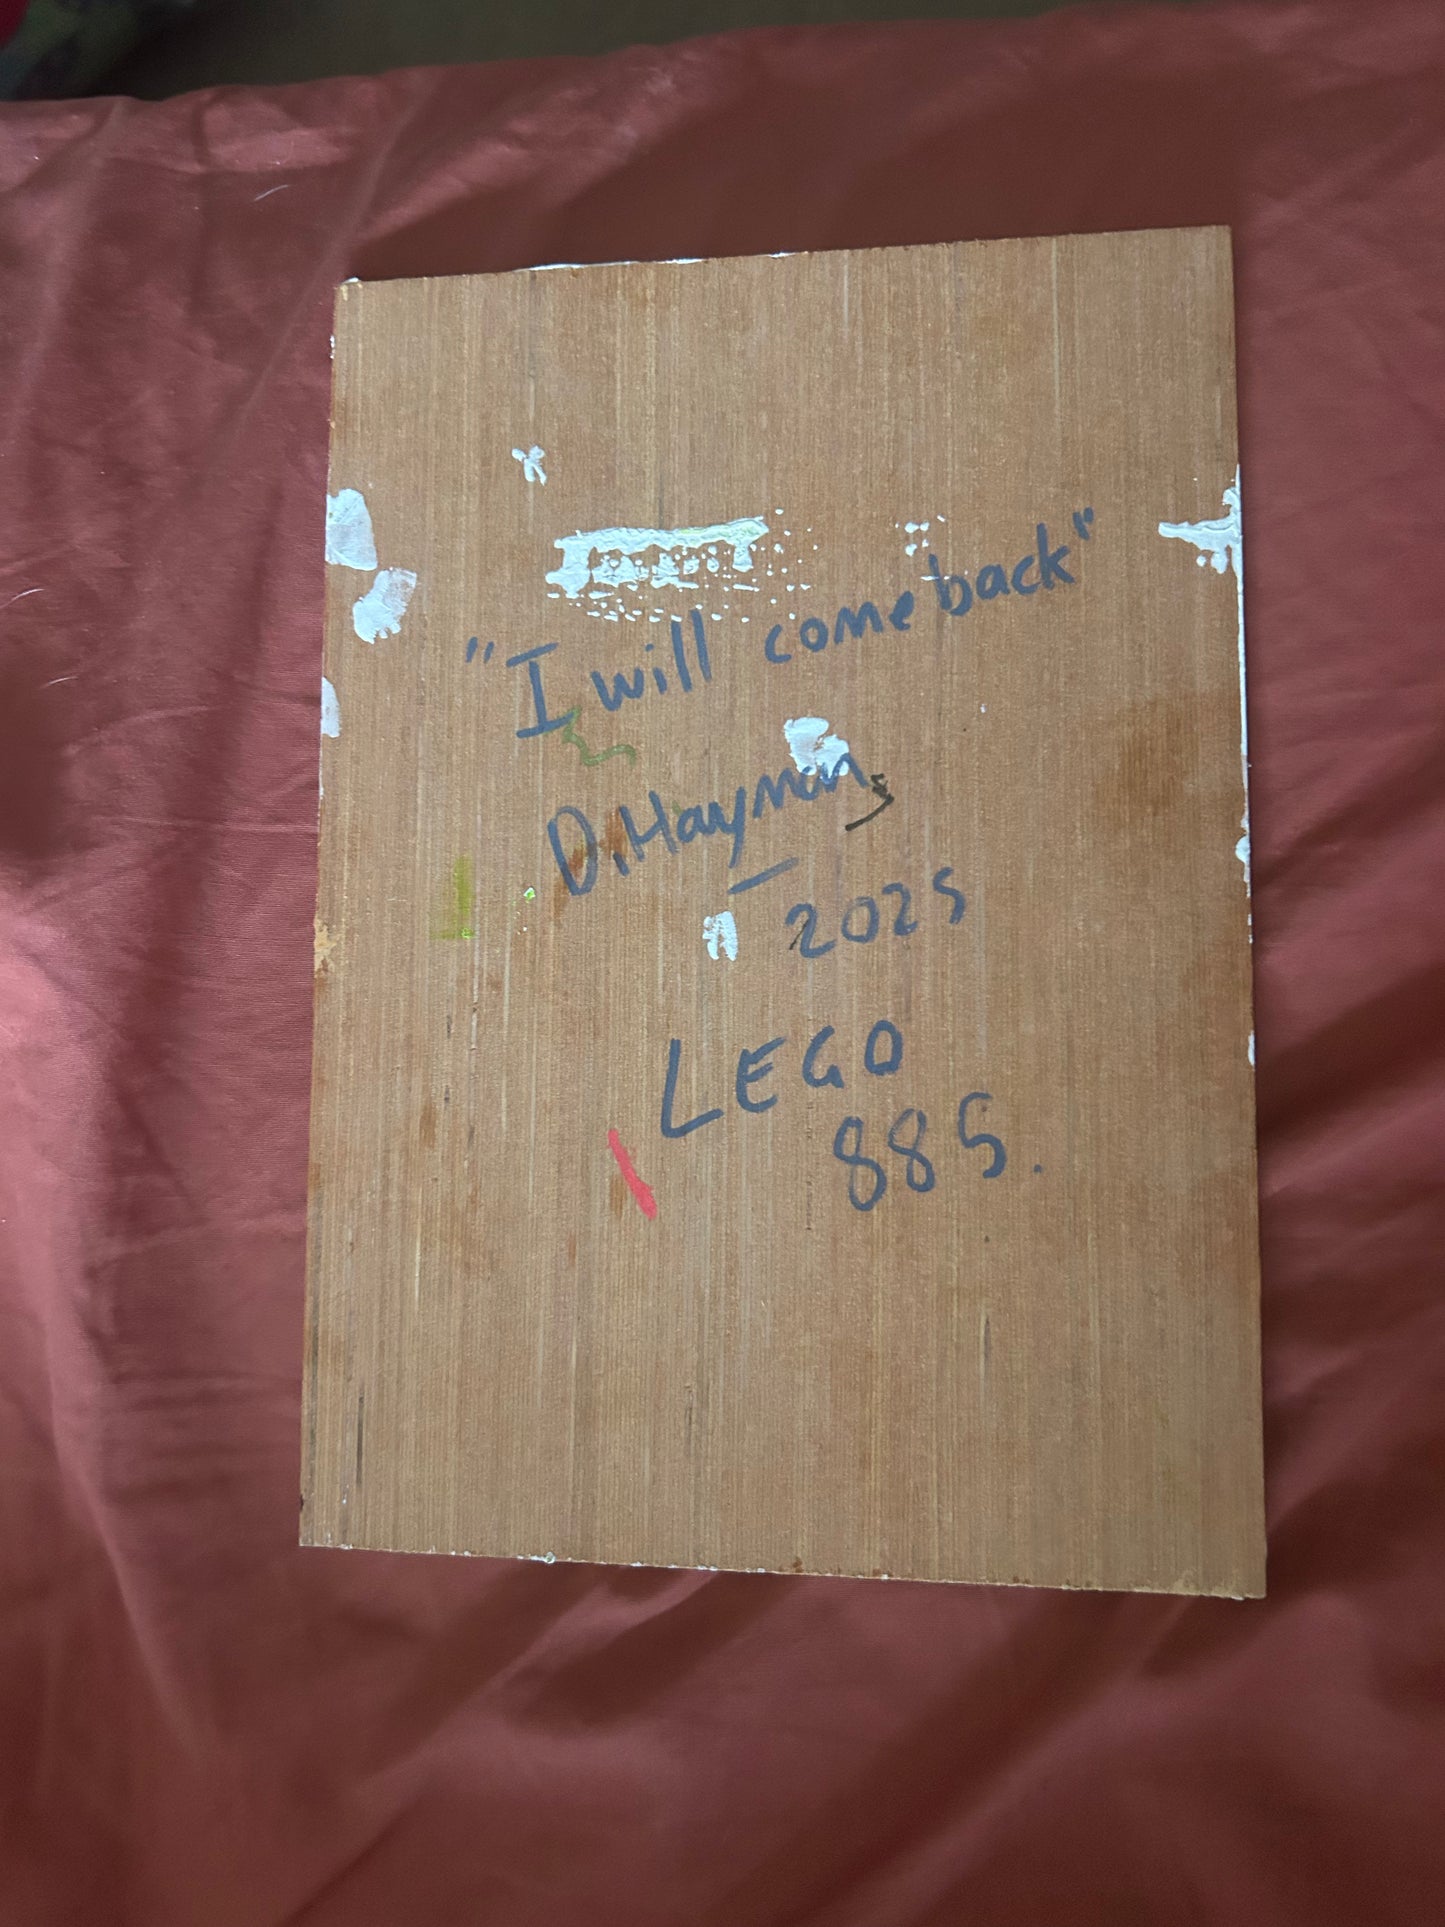 "I will come back"
D. Hayman
2025
LEGO
885.